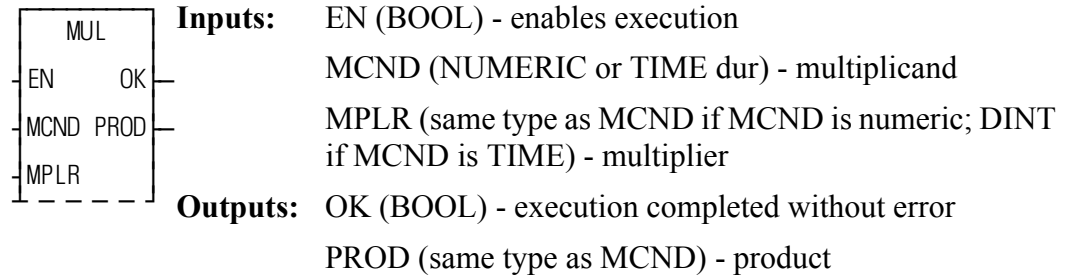 MUL
EN OK
MCND PROD
MPLR
Inputs: EN (BOOL) - enables execution
MCND (NUMERIC or TIME dur) - multiplicand
MPLR (same type as MCND if MCND is numeric; DINT
if MCND is TIME) - multiplier
Outputs: OK (BOOL) - execution completed without error
PROD (same type as MCND) - product